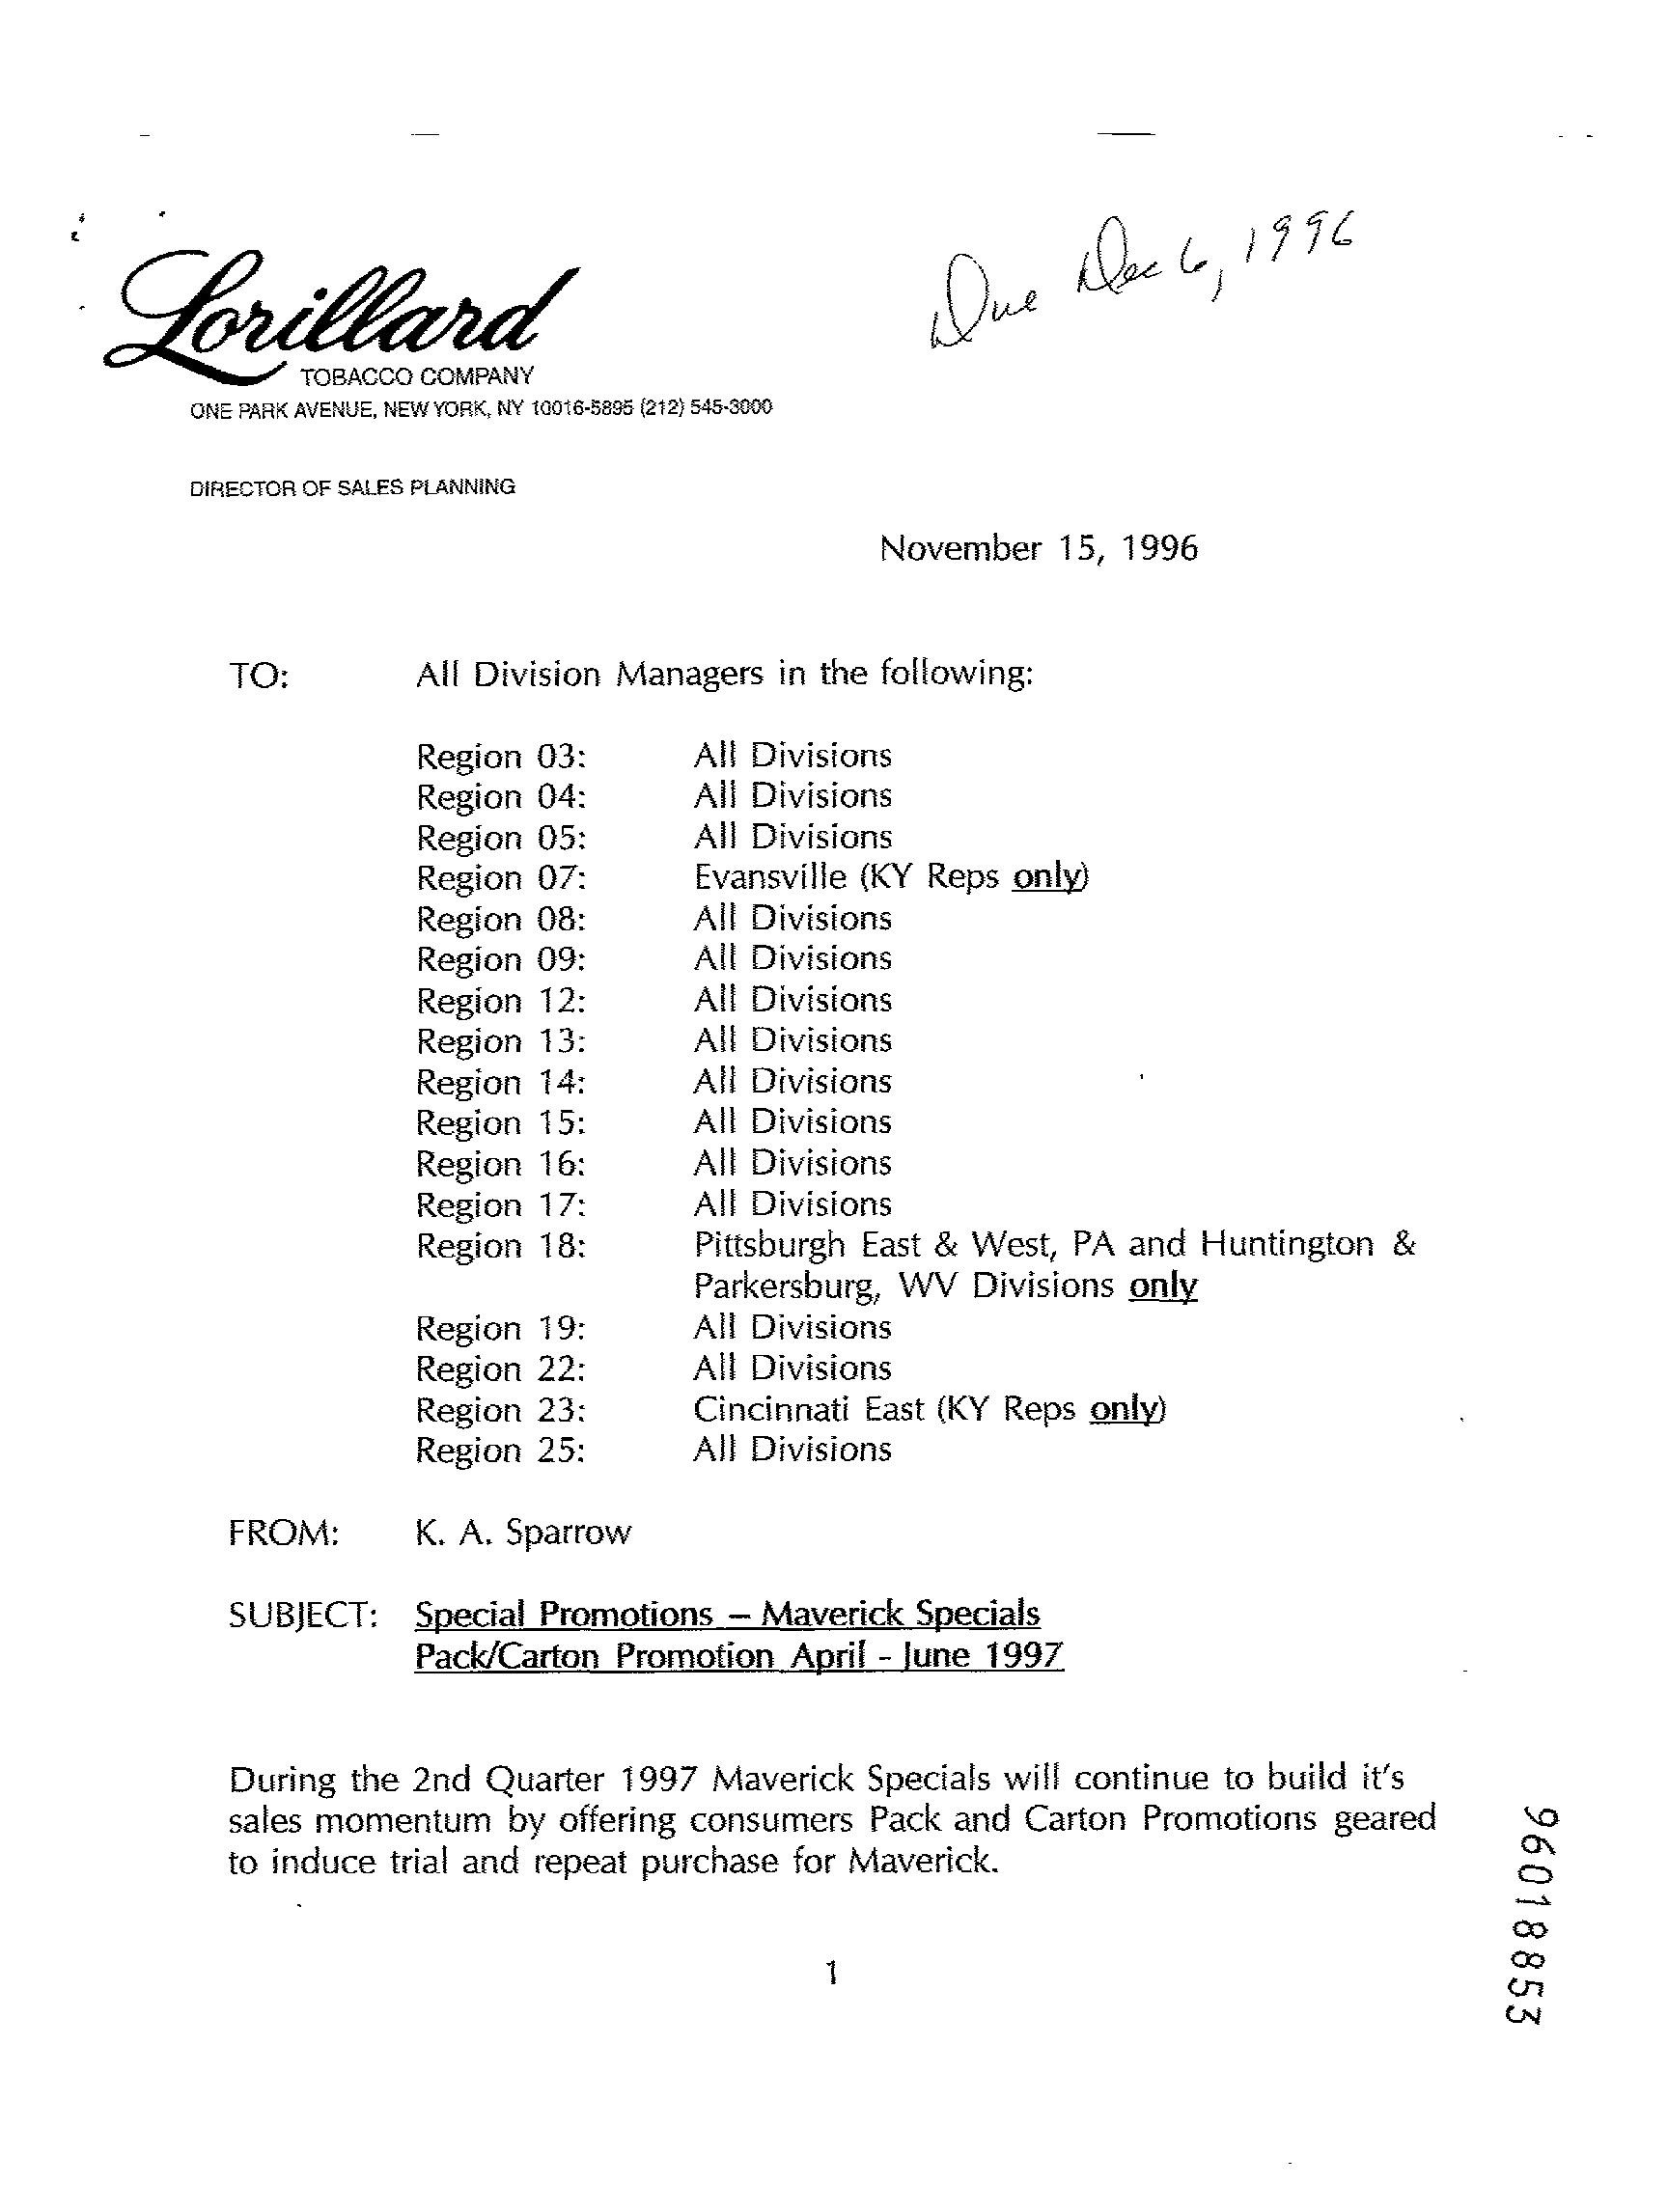 Due Dec 6, 1996
Lorillard
TOBACCO COMPANY
ONE PARK AVENUE, NEW YORK, NY 10016-5895 (212) 545-3000
DIRECTOR OF SALES PLANNING
November 15, 1996
TO: All Division Managers in the following:
Region 03: All Divisions
Region 04: All Divisions
Region 05: All Divisions
Region 07: Evansville (KY Reps only)
Region 08: All Divisions
Region 09: All Divisions
Region 12: All Divisions
Region 13: All Divisions
Region 14: All Divisions
Region 15: All Divisions
Region 16: All Divisions
Region 17: All Divisions
Region 18: Pittsburgh East & West, PA and Huntington &
Parkersburg, WV Divisions only
Region 19: All Divisions
Region 22: All Divisions
Region 23: Cincinnati East (KY Reps only)
Region 25: All Divisions
FROM: K. A. Sparrow
SUBJECT: Special Promotions – Maverick Specials
Pack/Carton Promotion April - June 1997
During the 2nd Quarter 1997 Maverick Specials will continue to build it's
sales momentum by offering consumers Pack and Carton Promotions geared
to induce trial and repeat purchase for Maverick.
1
96018853